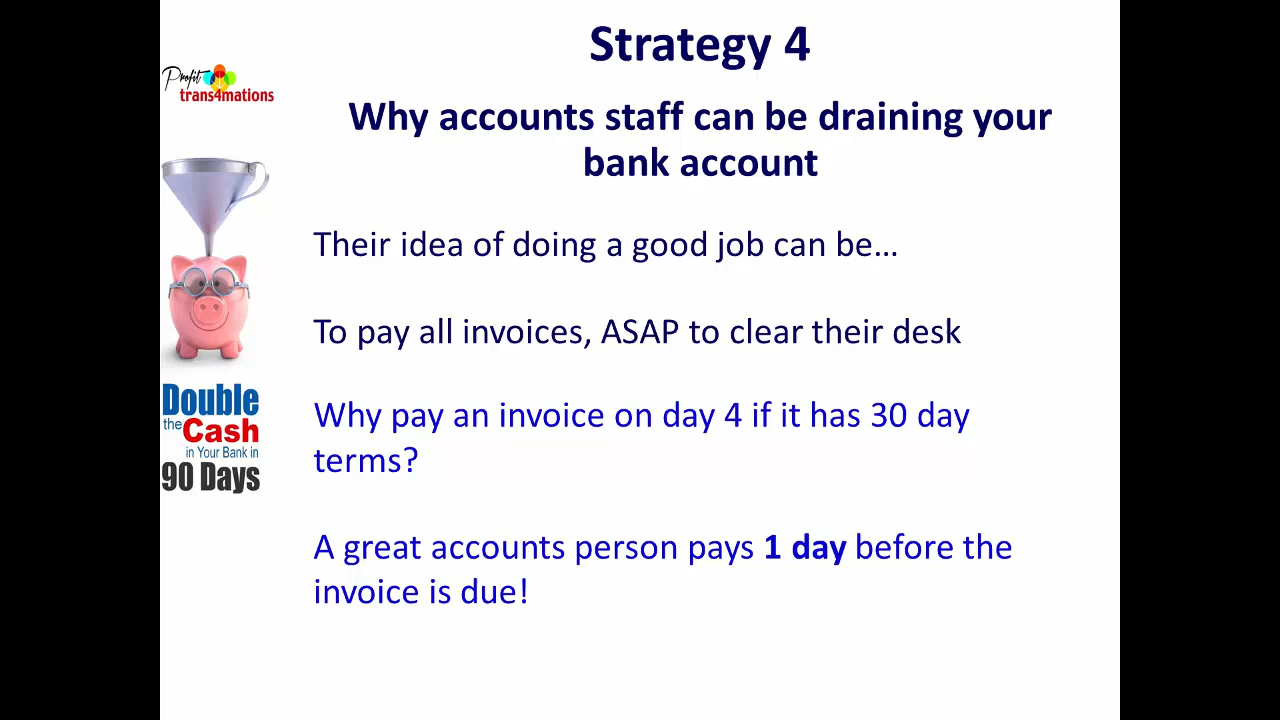 Strategy 4
Profit
trans4mations
Why accounts staff can be draining your
bank account
Their idea of doing a good job can be...
To pay all invoices, ASAP to clear their desk
Double
the Cash
in Your Bank in
90 Days
Why pay an invoice on day 4 if it has 30 day
terms?
A great accounts person pays 1 day before the
invoice is due!